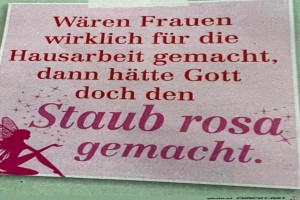 Wären Frauen
wirklich für die
Hausarbeit gemacht,
dann hätte Gott
doch den
Staub rosa
gemacht.